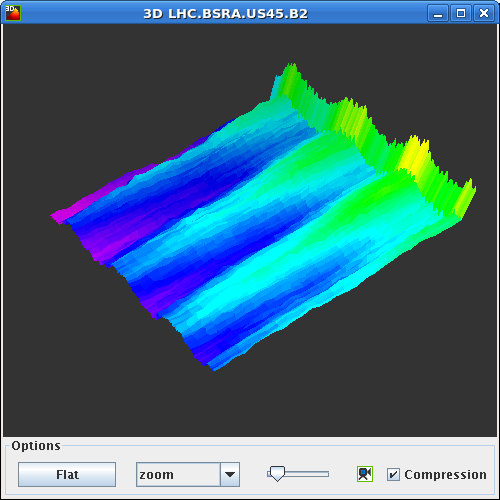 3D LHC.BSRA.US45.B2
Options
Flat
zoom
Compression